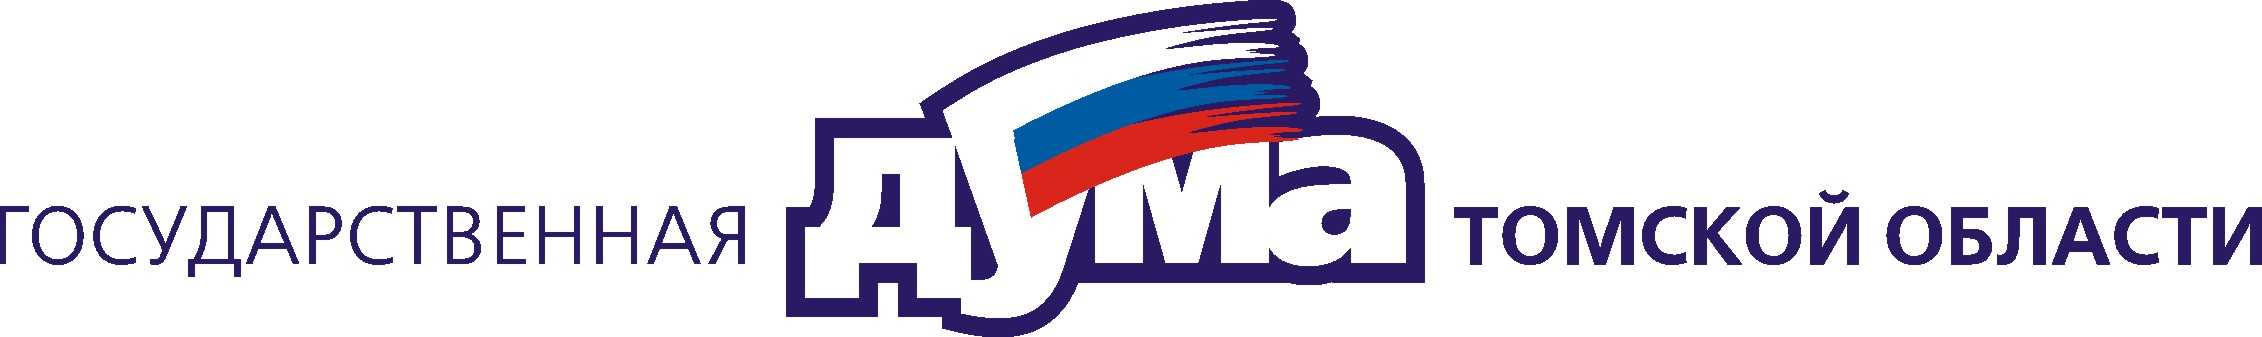 ГОСУДАРСТВЕННАЯ Дума ТОМСКОЙ ОБЛАСТИ